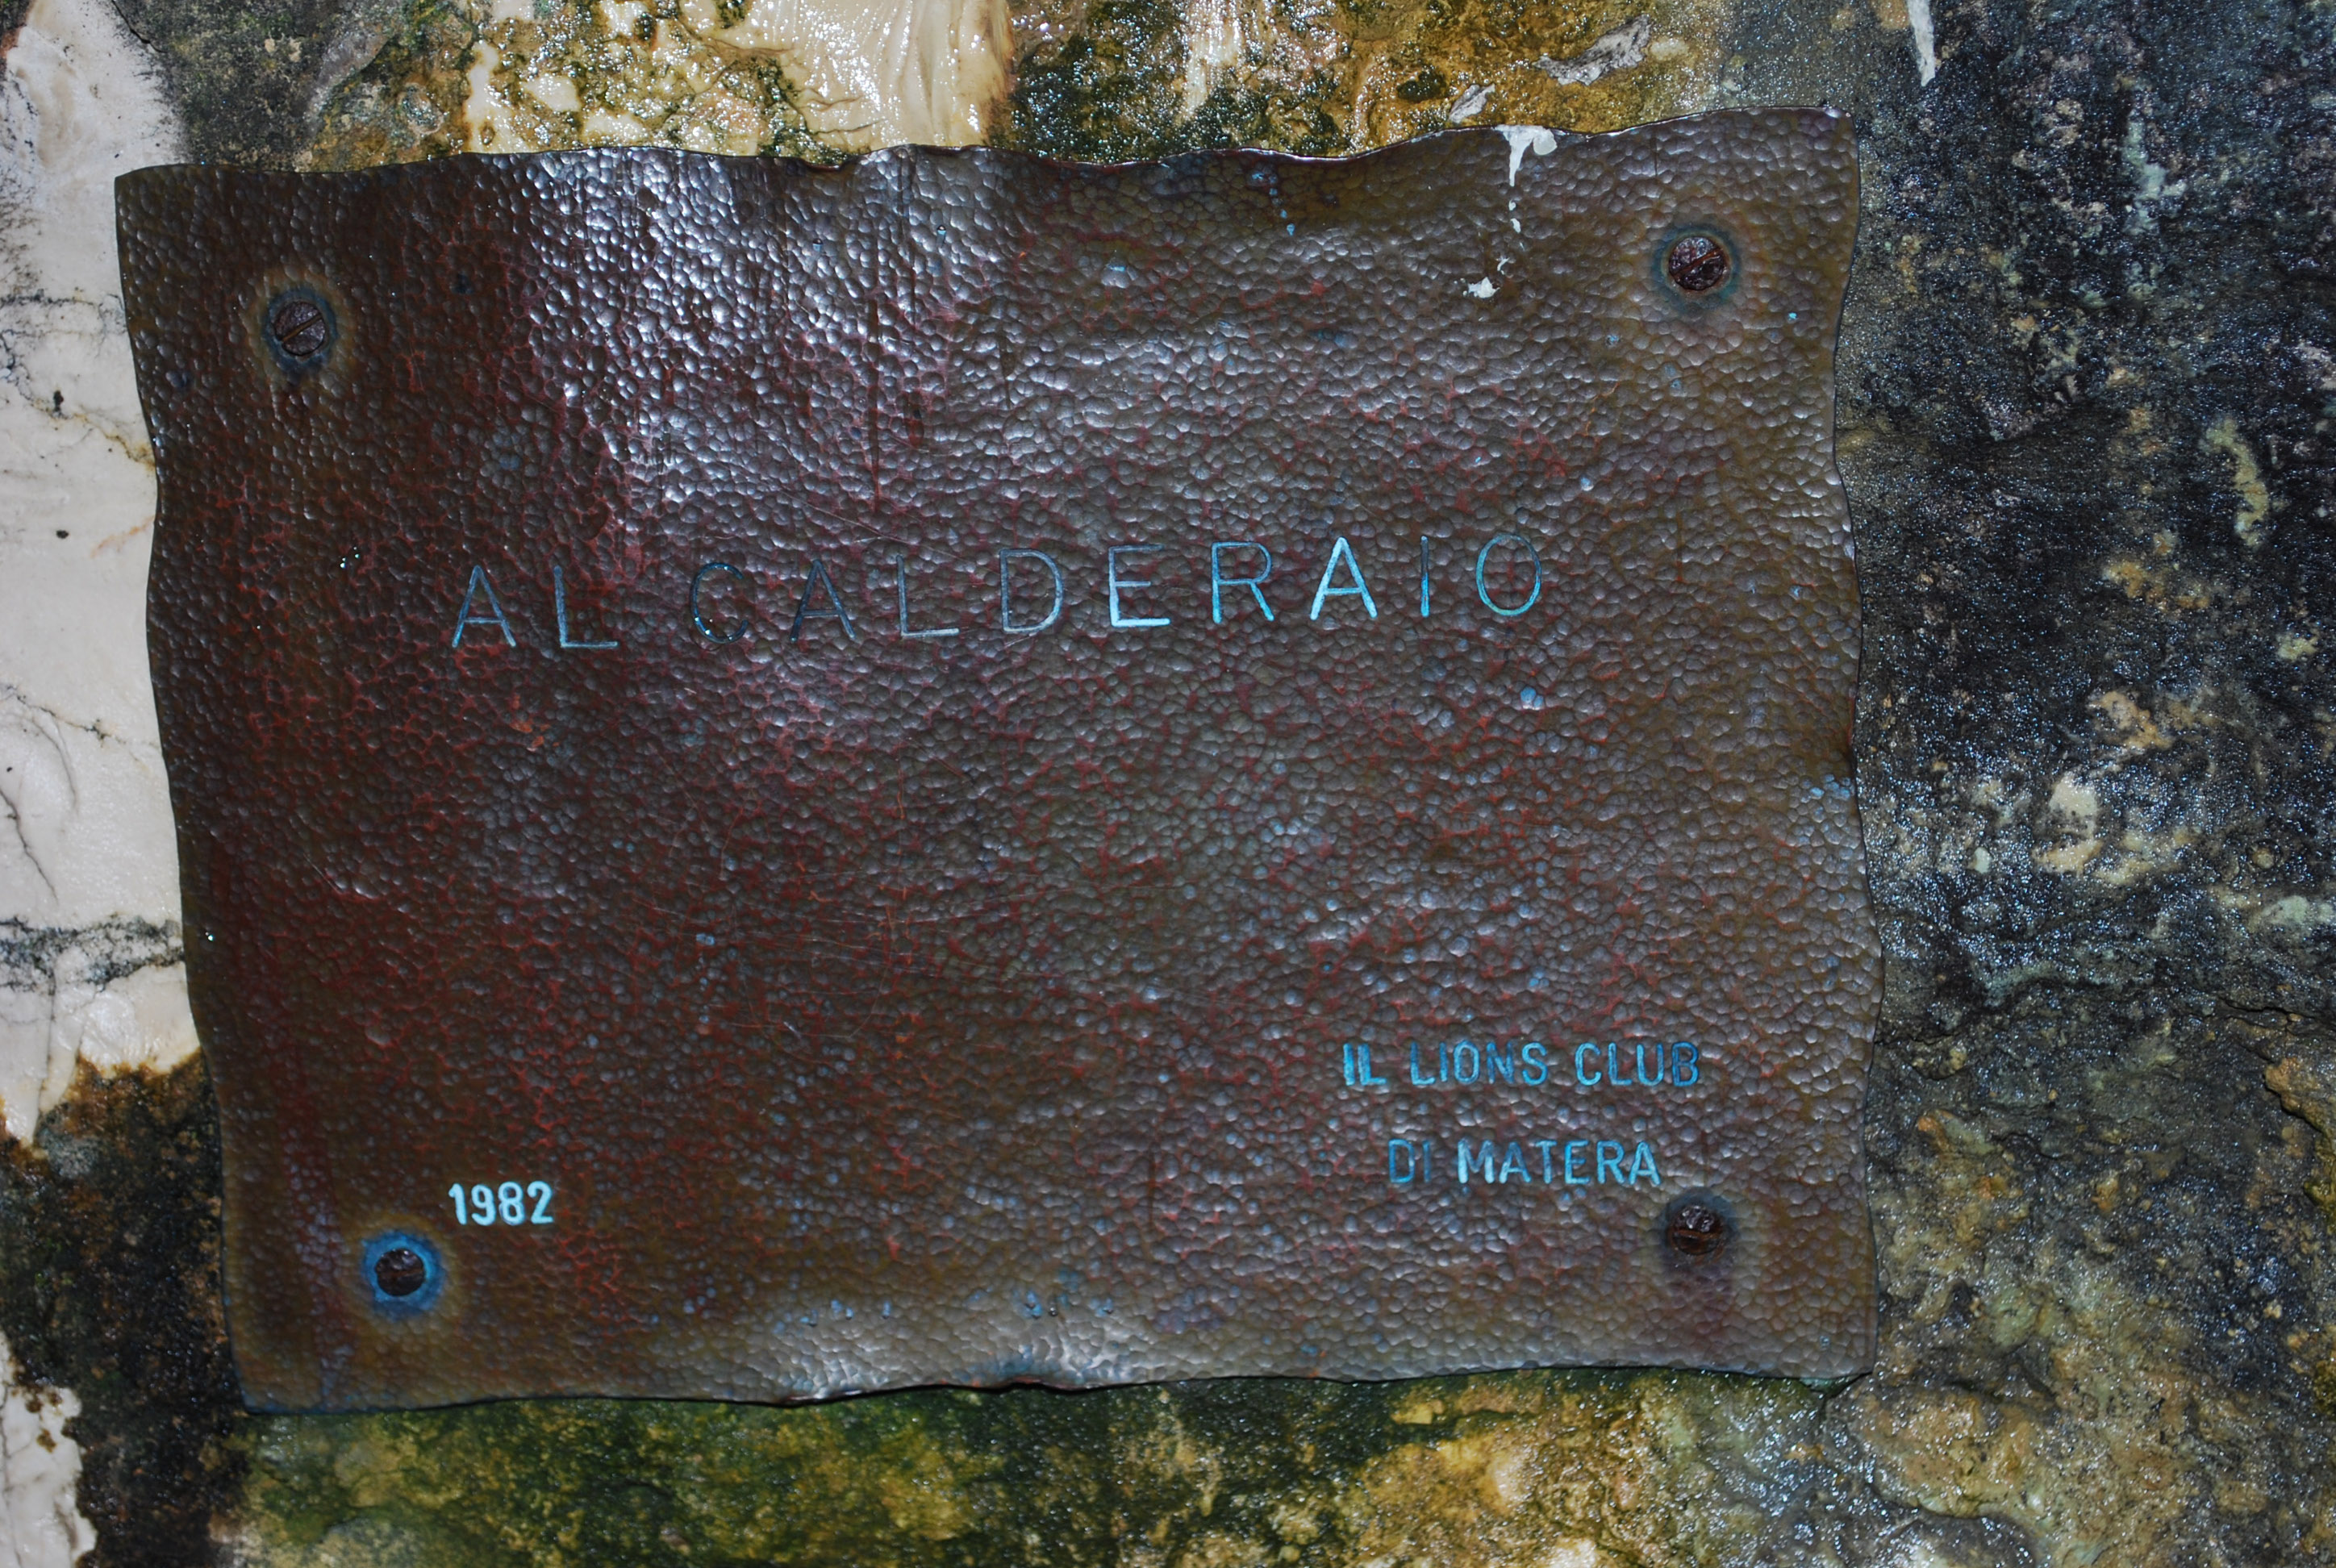 AL CALDERAIO
IL LIONS CLUB
DI MATERA
1982